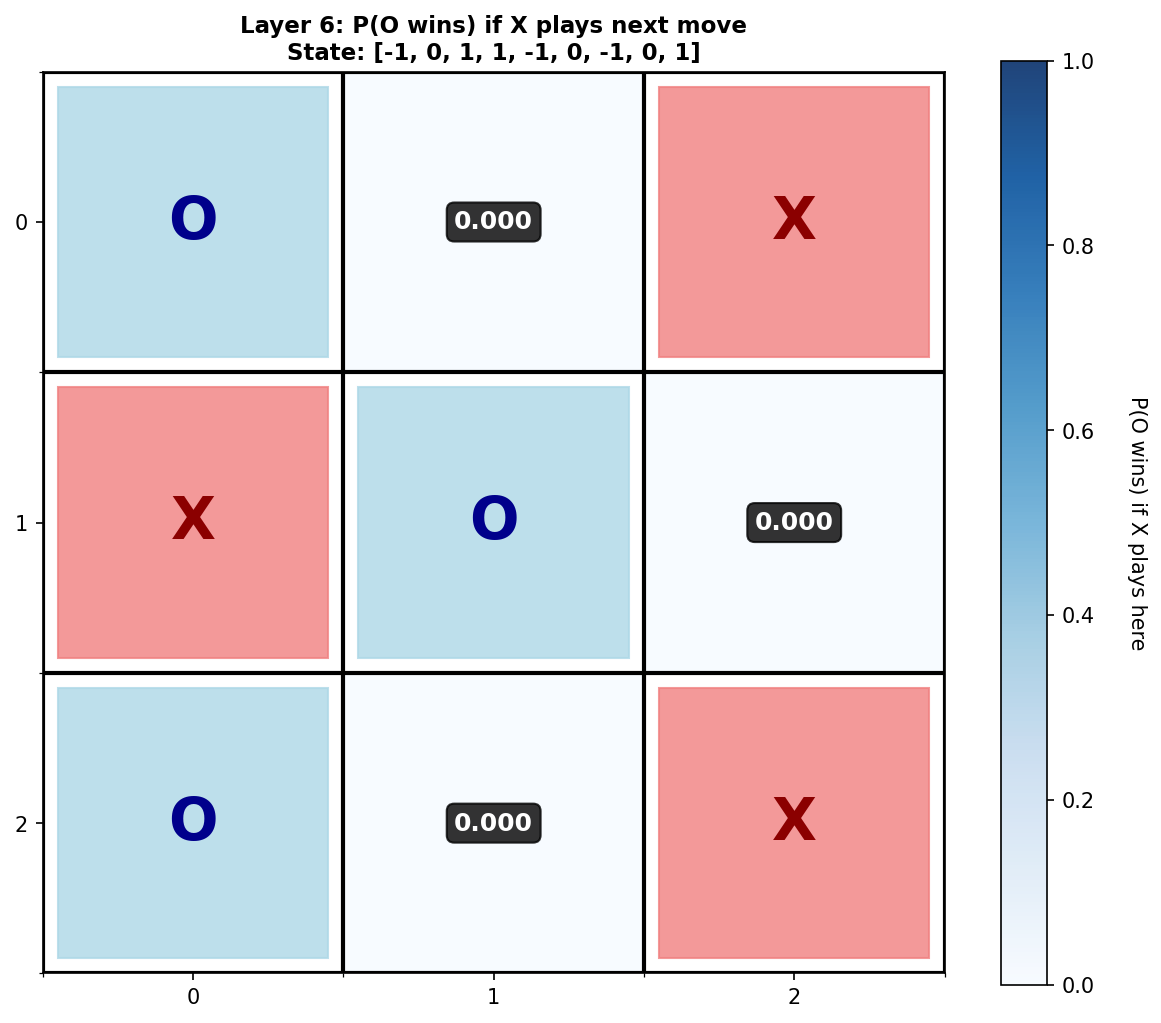 Layer 6: P(O wins) if X plays next move
State: [-1, 0, 1, 1, -1, 0, -1, 0, 1]
0
O
0.000
X
1
X
O
0.000
2
O
0.000
X
0
1
2
1.0
0.8
0.6
0.4
0.2
0.0
P(O wins) if X plays here